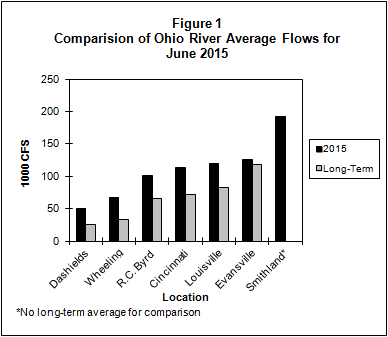 Figure 1
Comparision of Ohio River Average Flows for
June 2015
250
200
150
100
50
0
1000 CFS
Dashields
Wheeling
R.C. Byrd
Cincinnati
Louisville
Evansville
Smithland*
Location
2015
Long-Term
*No long-term average for comparison